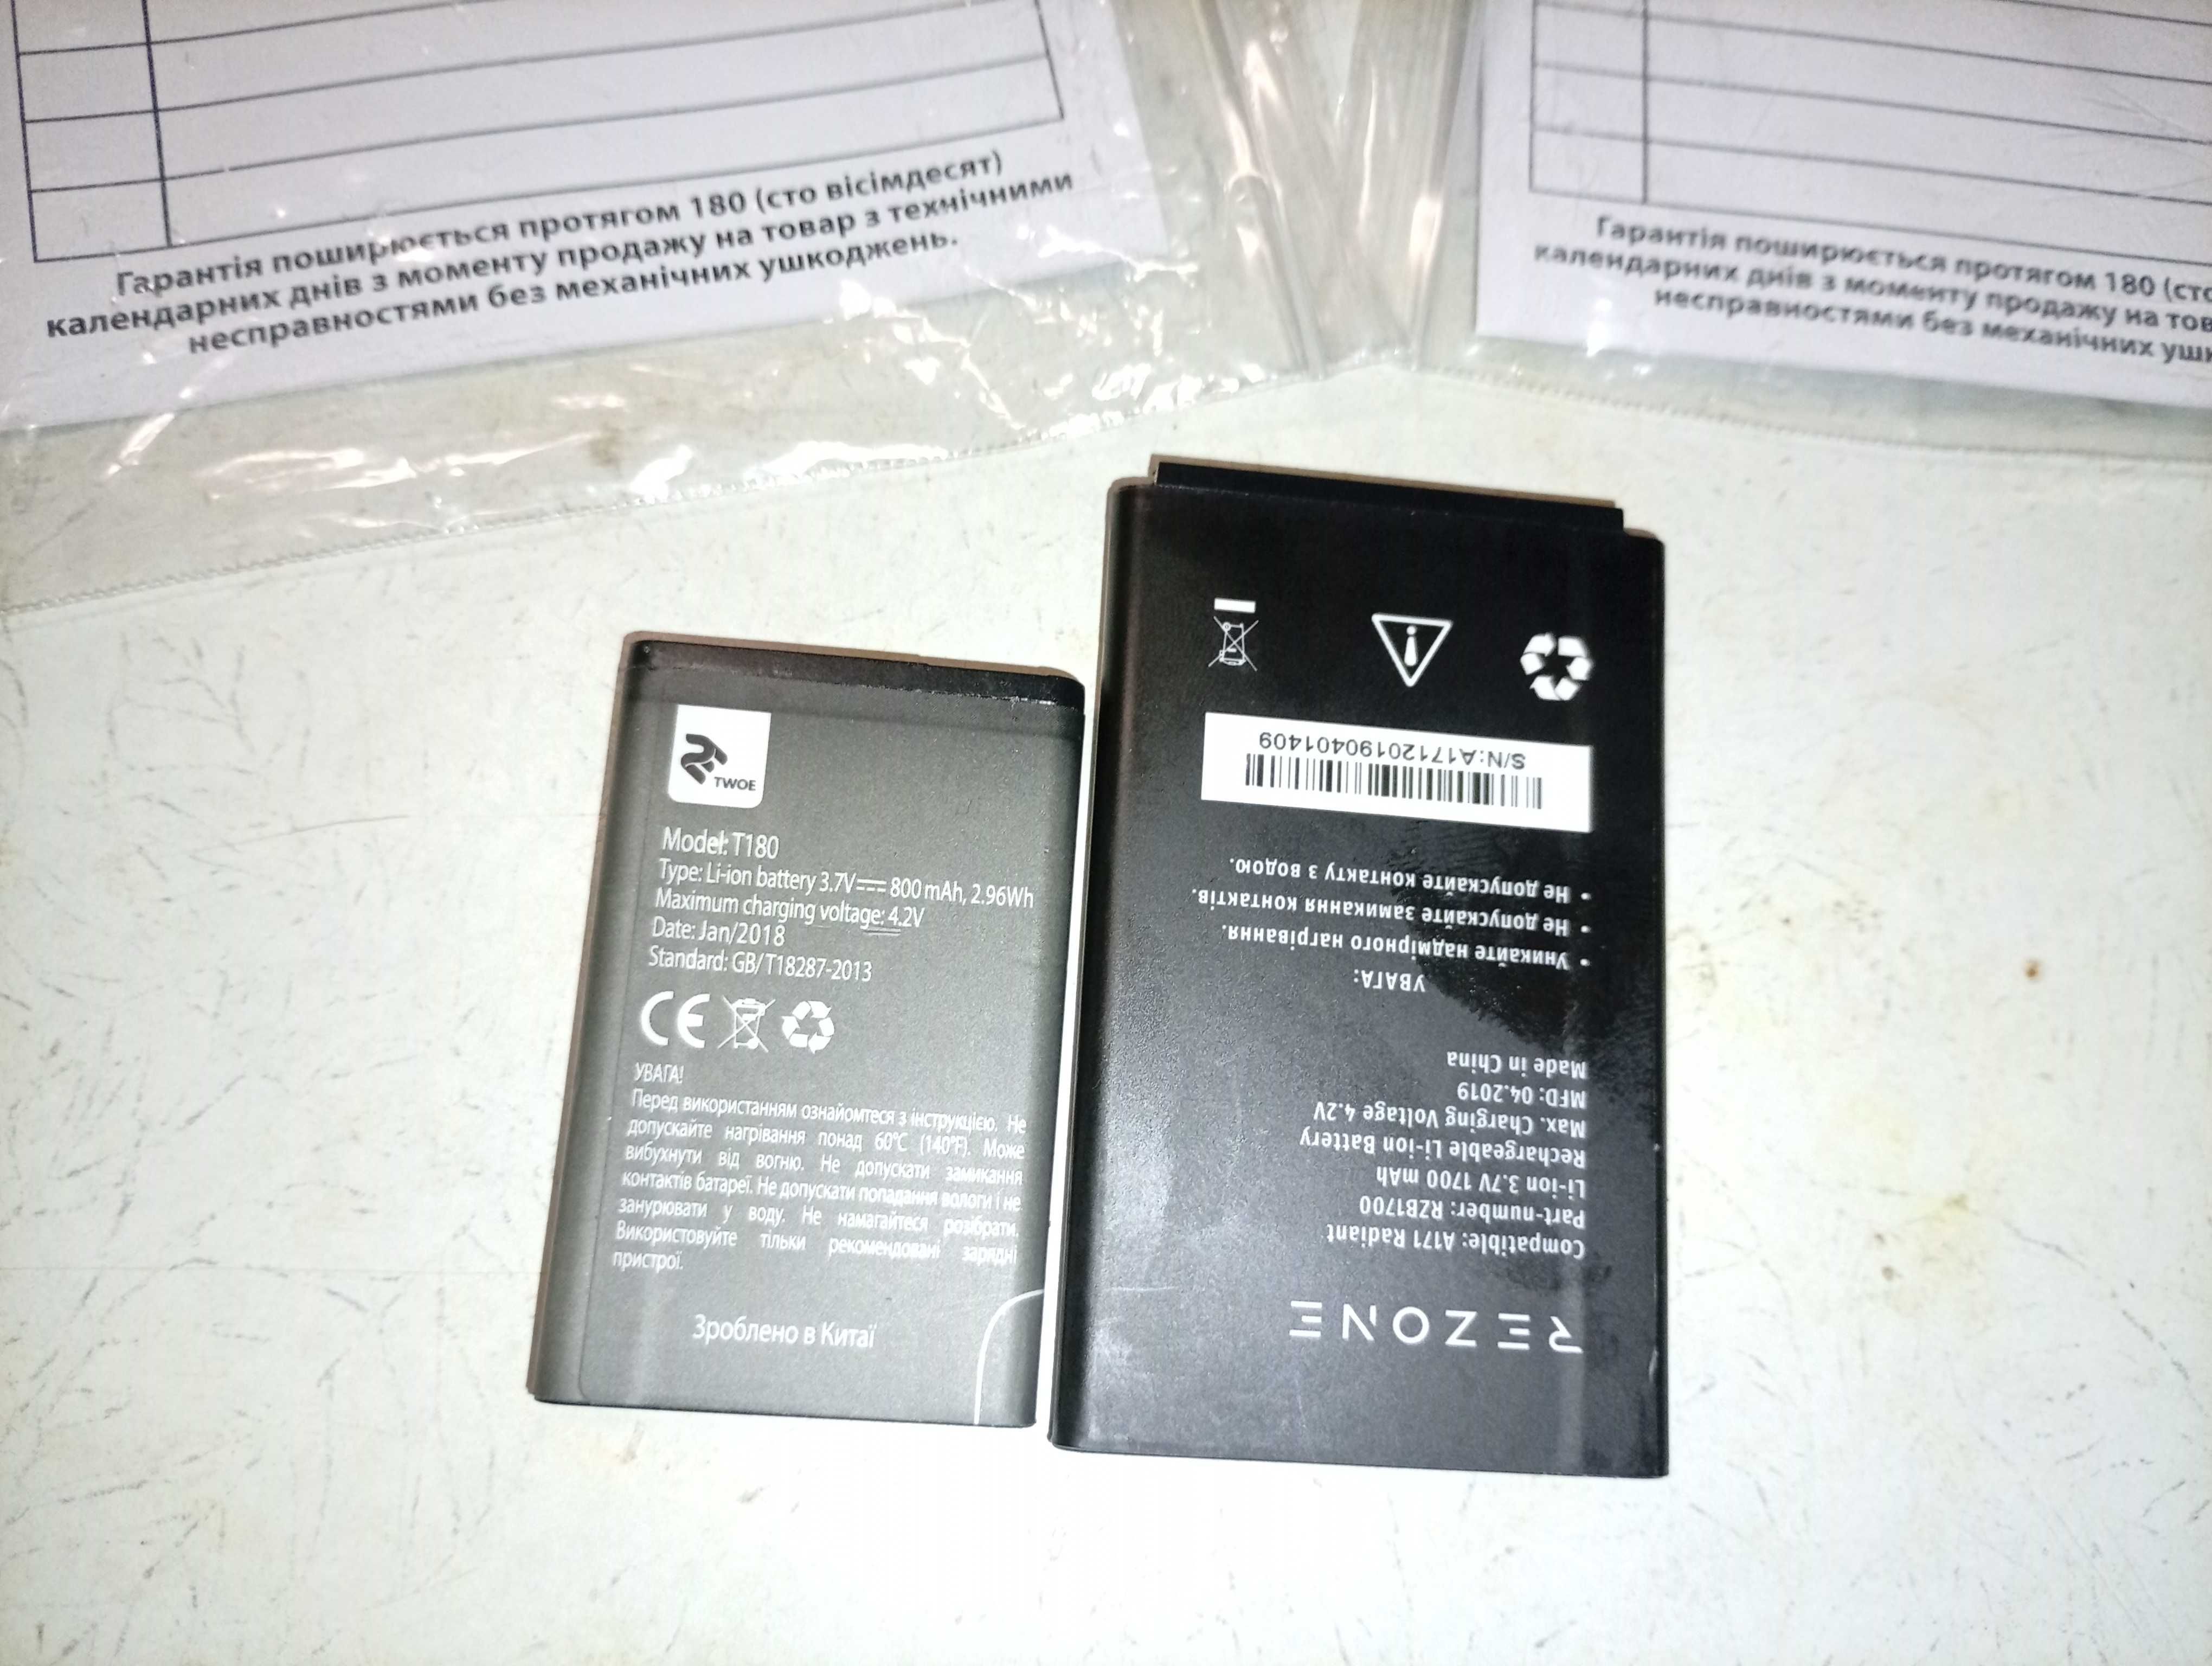 Гарантія поширюється протягом 180 (сто вісімдесят)
календарних днів з моменту продажу на товар з технічними
несправностями без механічних ушкоджень.
Гарантія поширюється протягом 180 (сто
календарних днів з моменту продажу на тов
несправностями без механічних ушк
TWOE
Model: T180
Type: Li-ion battery 3.7V 800 mAh, 2.96Wh
Maximum charging voltage: 4.2V
Date: Jan/2018
Standard: GB/T18287-2013
CE
УВАГА!
Перед використанням ознайомтеся з інструкцією. Не
допускайте нагрівання понад 60°C (140°F). Може
вибухнути від вогню. Не допускати замикання
контактів батареї. Не допускати попадання вологи і не
занурювати у воду. Не намагайтеся розібрати.
Використовуйте тільки рекомендовані зарядні
пристрої.
Зроблено в Китаї
REZONE
Compatible: A171 Radiant
Part-number: RZB1700
Li-ion 3.7V 1700 mAh
Rechargeable Li-ion Battery
Max. Charging Voltage 4.2V
MFD: 04.2019
Made in China
УВАГА:
• Уникайте надмірного нагрівання.
• Не допускайте замикання контактів.
• Не допускайте контакту з водою.
S/N:A17120190401409